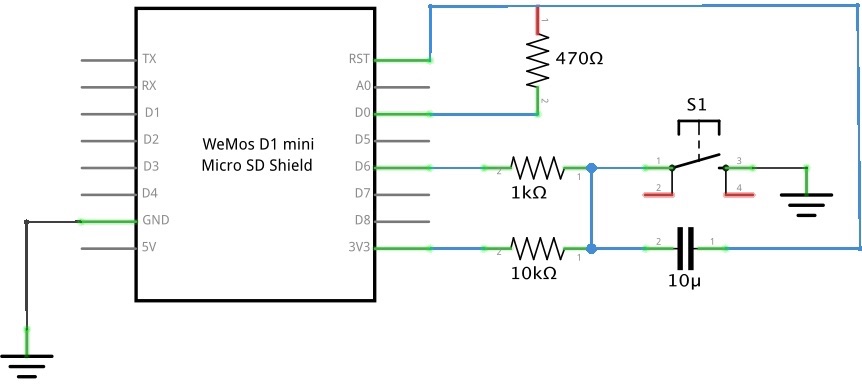 TX
RX
D1
D2
D3
D4
GND
5V
WeMos D1 mini
Micro SD Shield
RST
A0
D0
D5
D6
D7
D8
3V3
1
470Ω
2
2
1kΩ
1
2
10kΩ
1
S1
1
3
2
4
2
1
10µ